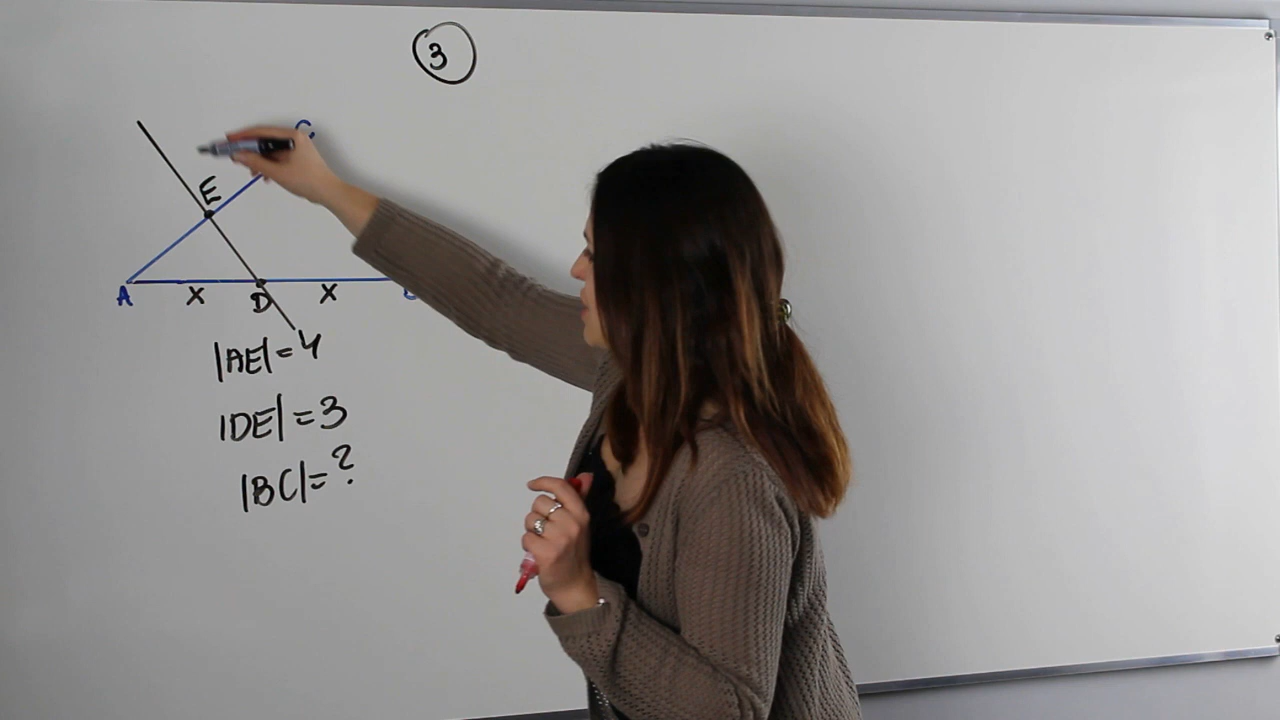 3
C
E
A x D x
|AE|=4
|DE|=3
|BC|=?